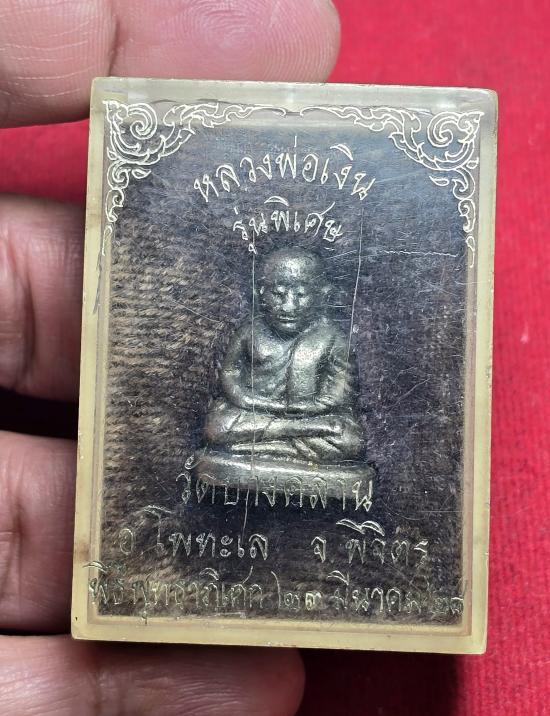 หลวงพ่อเงิน
รุ่นพิเศษ
วัดบางคลาน
อ.โพทะเล จ.พิจิตร
พิธีพุทธาภิเศก ๒๓ มีนาคม ๒๘